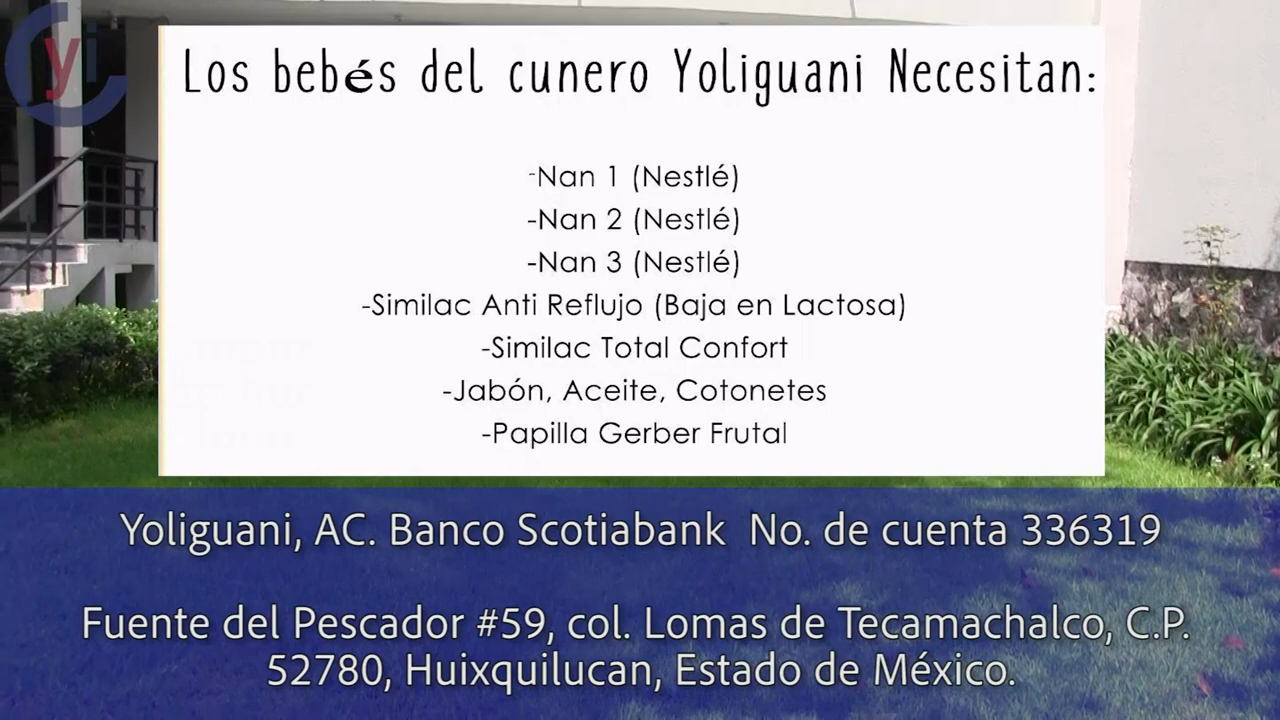 yi
Los bebés del cunero Yoliguani Necesitan:
-Nan 1 (Nestlé)
-Nan 2 (Nestlé)
-Nan 3 (Nestlé)
-Similac Anti Reflujo (Baja en Lactosa)
-Similac Total Confort
-Jabón, Aceite, Cotonetes
-Papilla Gerber Frutal
Yoliguani, AC. Banco Scotiabank No. de cuenta 336319
Fuente del Pescador #59, col. Lomas de Tecamachalco, C.P.
52780, Huixquilucan, Estado de México.